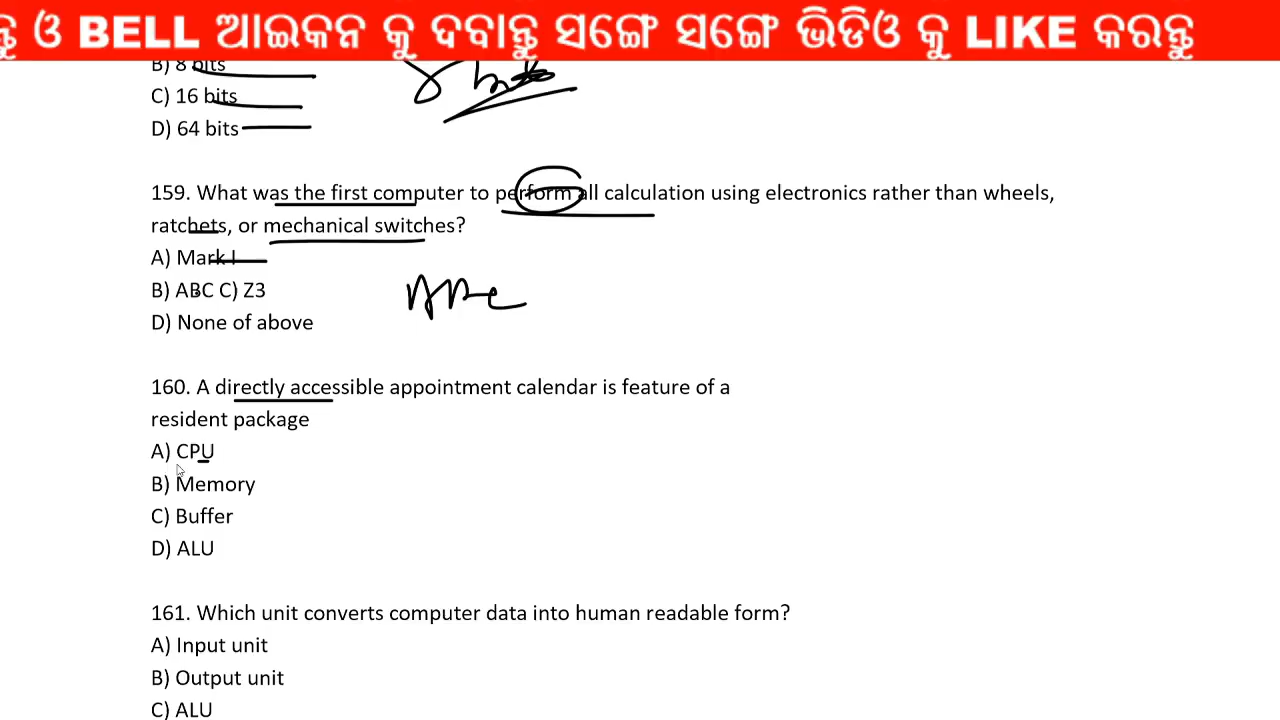 ନ୍ତୁ ଓ BELL ଆଇକନ କୁ ଦବାନ୍ତୁ ସଙ୍ଗେ ସଙ୍ଗେ ଭିଡିଓ କୁ LIKE କରନ୍ତୁ
B) 8 bits
C) 16 bits
D) 64 bits
159. What was the first computer to perform all calculation using electronics rather than wheels,
ratchets, or mechanical switches?
A) Mark I
B) ABC C) Z3
ABC
D) None of above
160. A directly accessible appointment calendar is feature of a
resident package
A) CPU
B) Memory
C) Buffer
D) ALU
161. Which unit converts computer data into human readable form?
A) Input unit
B) Output unit
C) ALU